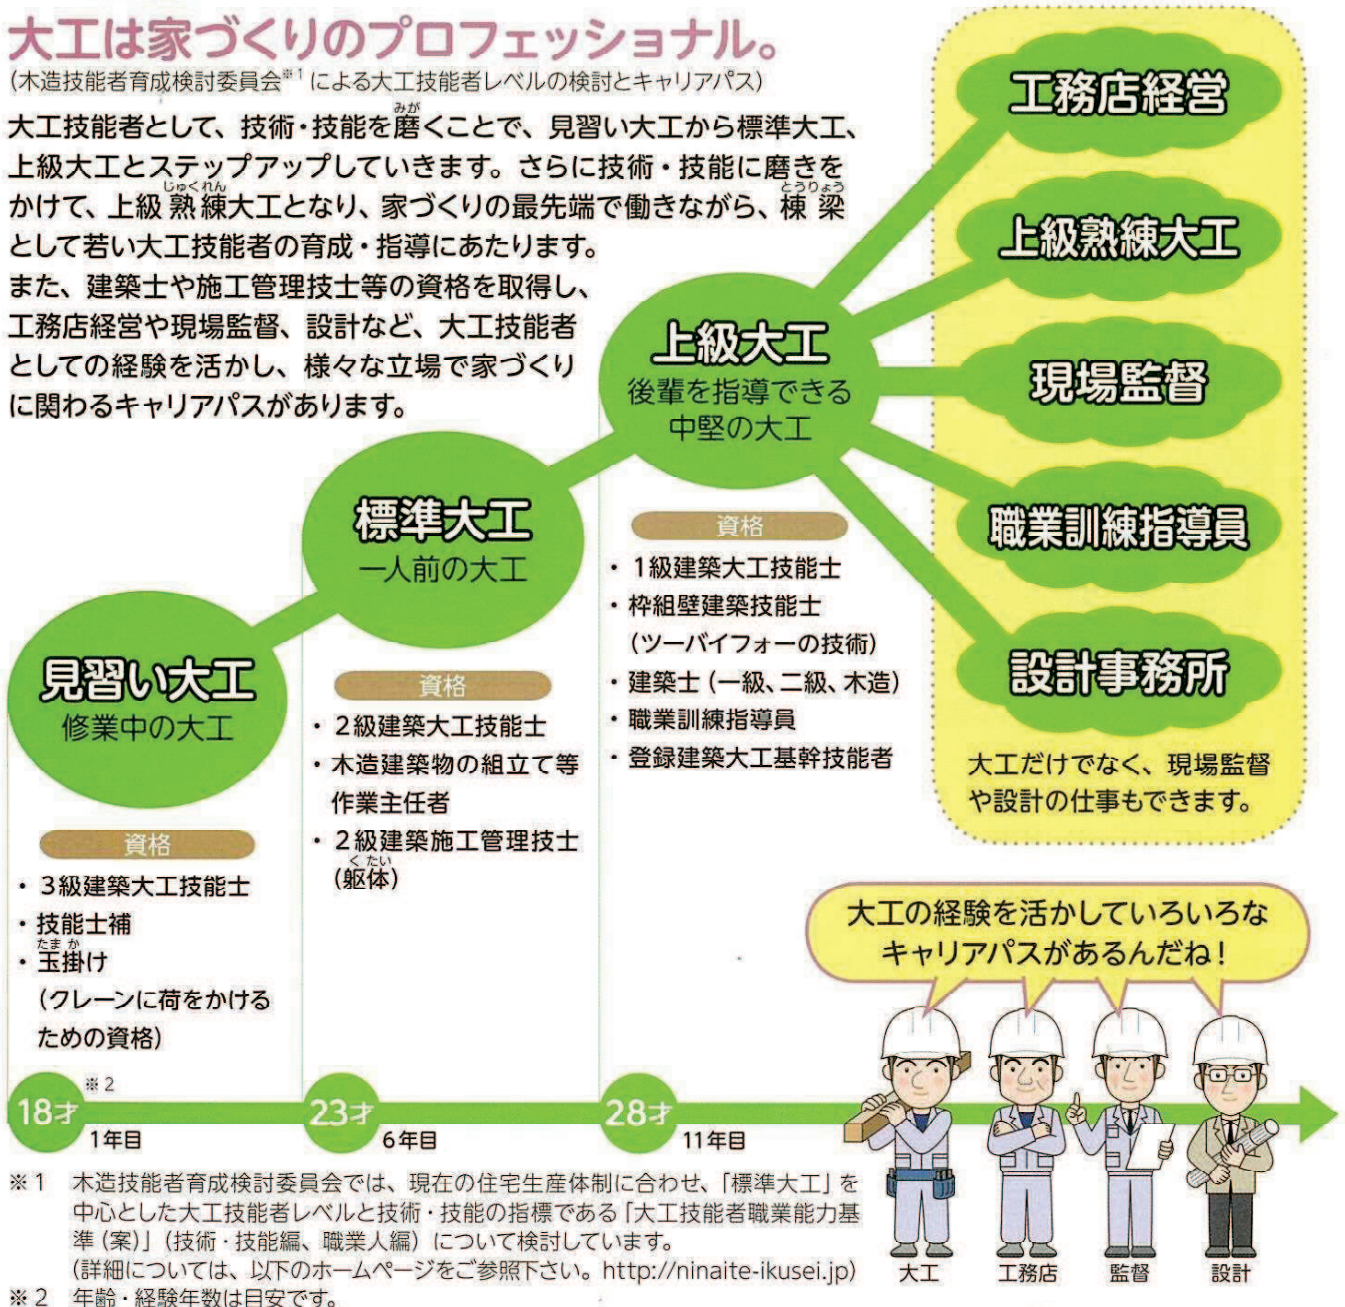 大工は家づくりのプロフェッショナル。
(木造技能者育成検討委員会※1による大工技能者レベルの検討とキャリアパス)
大工技能者として、技術・技能を磨くことで、見習い大工から標準大工、
上級大工とステップアップしていきます。さらに技術・技能に磨きを
かけて、上級熟練大工となり、家づくりの最先端で働きながら、棟梁
として若い大工技能者の育成・指導にあたります。
また、建築士や施工管理技士等の資格を取得し、
工務店経営や現場監督、設計など、大工技能者
としての経験を活かし、様々な立場で家づくり
に関わるキャリアパスがあります。
みが
じゅくれん
とうりょう
見習い大工
修業中の大工
資格
・3級建築大工技能士
・技能士補
たまか
・玉掛け
(クレーンに荷をかける
ための資格)
標準大工
一人前の大工
資格
・2級建築大工技能士
・木造建築物の組立て等
作業主任者
・2級建築施工管理技士
くたい
(躯体)
上級大工
後輩を指導できる
中堅の大工
資格
・1級建築大工技能士
・枠組壁建築技能士
(ツーバイフォーの技術)
・建築士(一級、二級、木造)
・職業訓練指導員
・登録建築大工基幹技能者
工務店経営
上級熟練大工
現場監督
職業訓練指導員
設計事務所
大工だけでなく、現場監督
や設計の仕事もできます。
大工の経験を活かしていろいろな
キャリアパスがあるんだね!
18才
※2
1年目
23才
6年目
28才
11年目
大工
工務店
監督
設計
※1 木造技能者育成検討委員会では、現在の住宅生産体制に合わせ、「標準大工」を
中心とした大工技能者レベルと技術・技能の指標である「大工技能者職業能力基
準(案)」(技術・技能編、職業人編)について検討しています。
(詳細については、以下のホームページをご参照下さい。http://ninaite-ikusei.jp)
※2 年齢・経験年数は目安です。